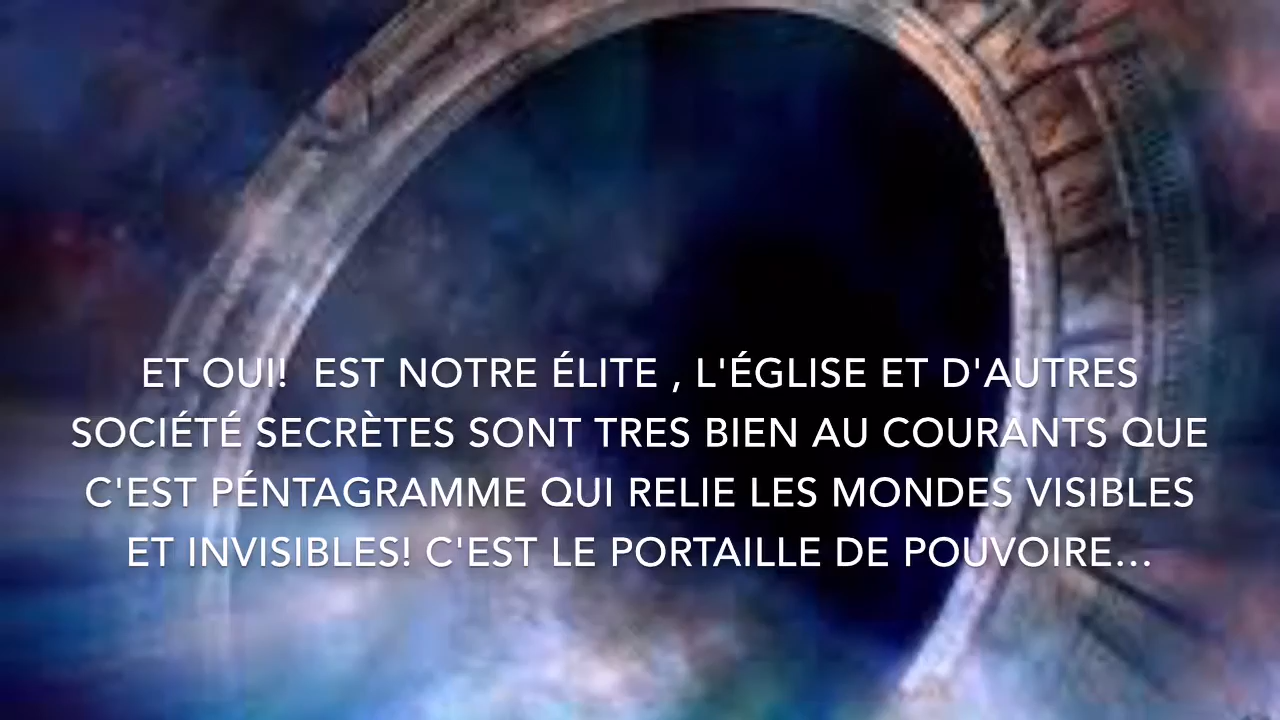 ET OUI!  EST NOTRE ÉLITE , L'ÉGLISE ET D'AUTRES
SOCIÉTÉ SECRÈTES SONT TRES BIEN AU COURANTS QUE
C'EST PÉNTAGRAMME QUI RELIE LES MONDES VISIBLES
ET INVISIBLES! C'EST LE PORTAILLE DE POUVOIRE…